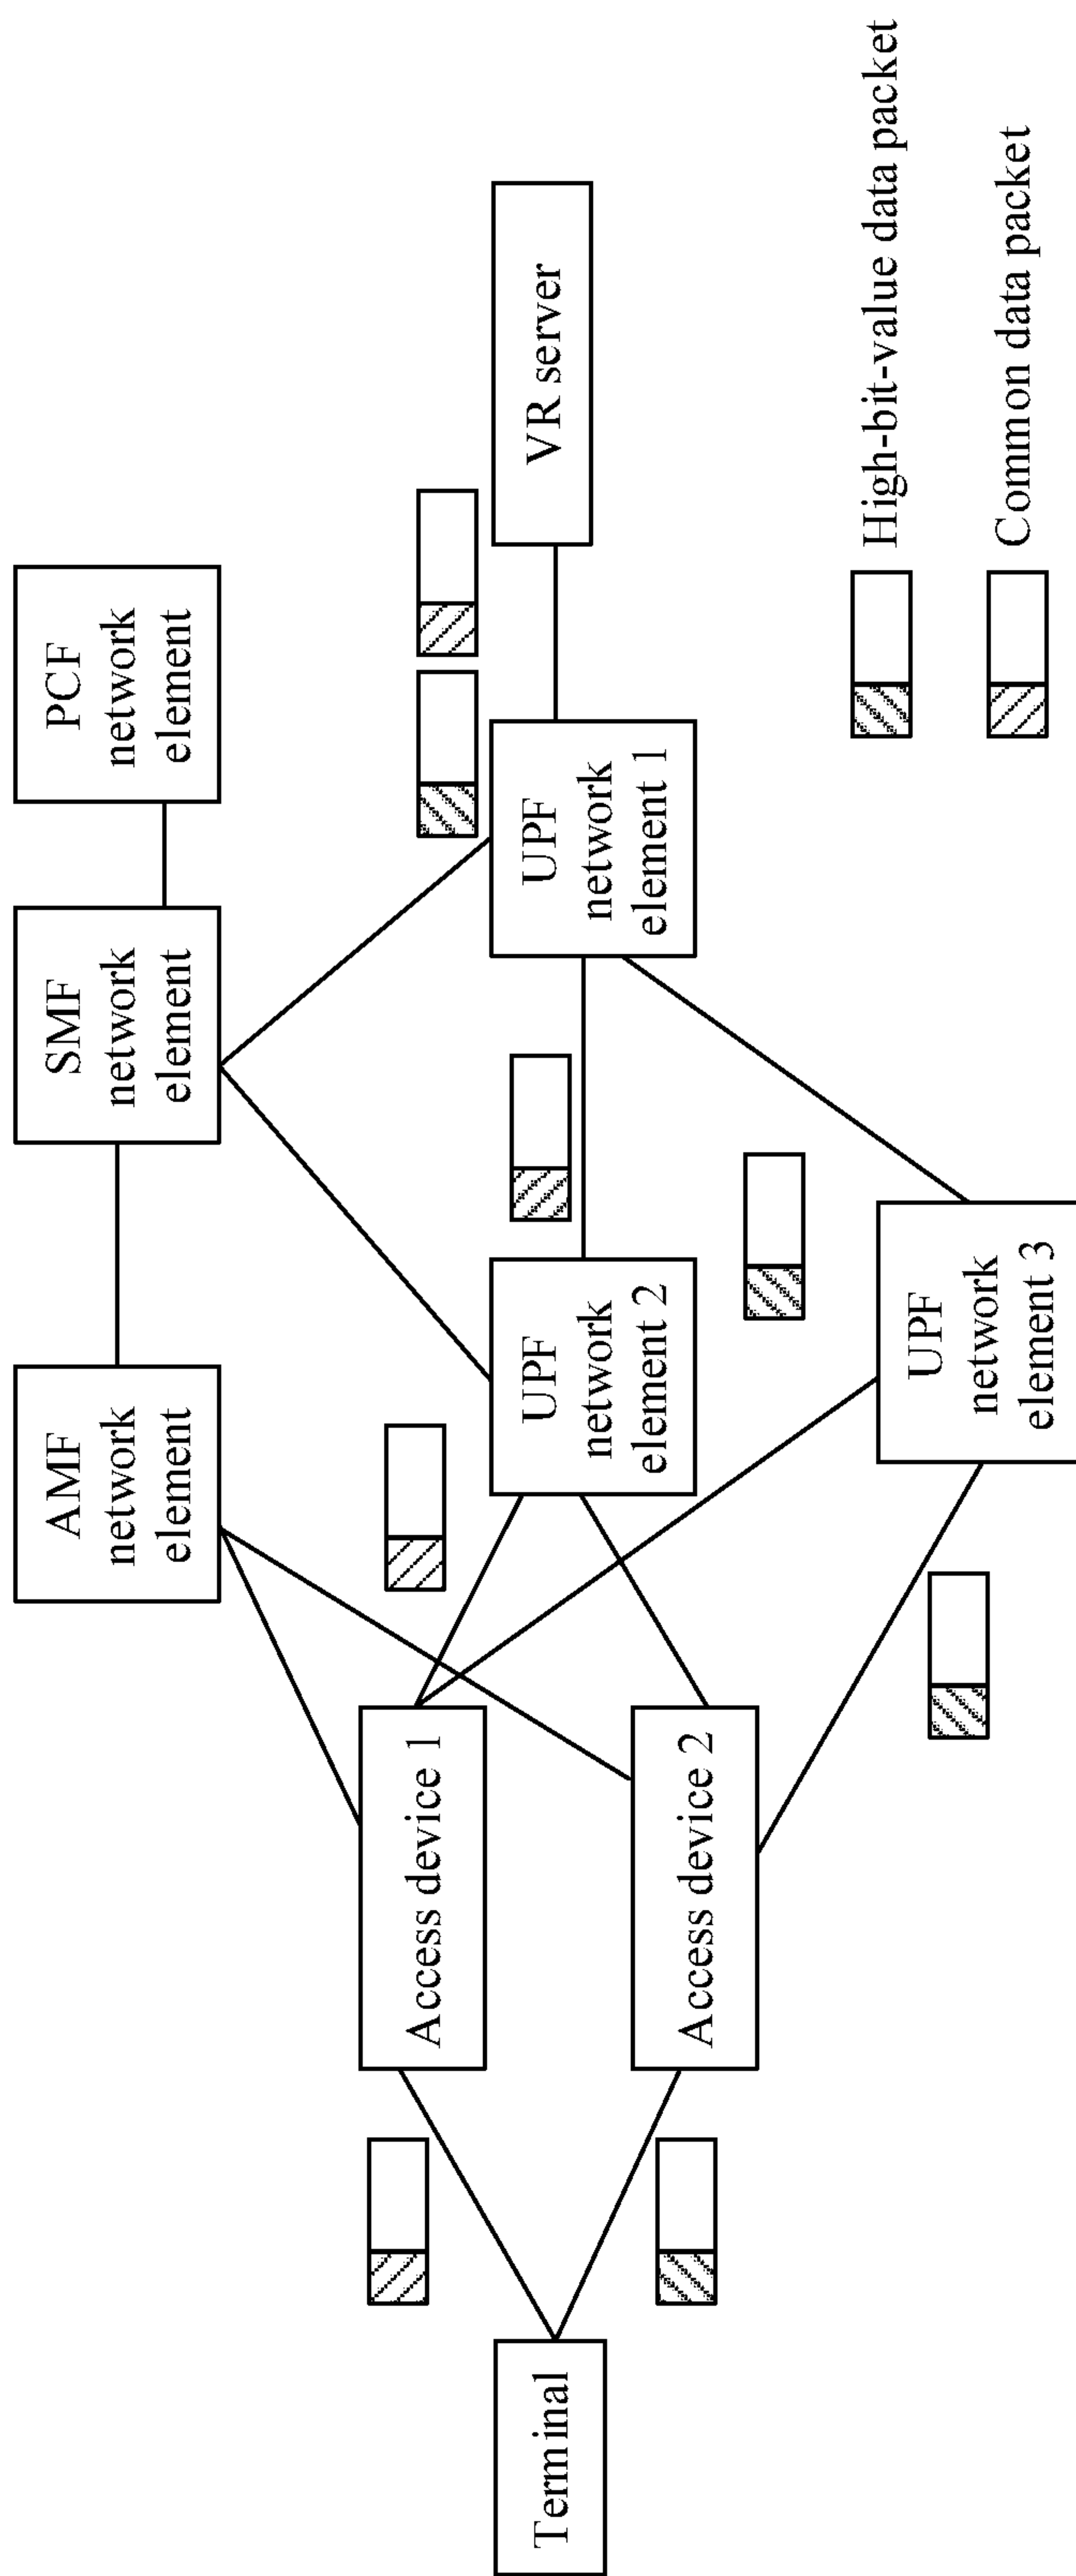 AMF
network
element
SMF
network
element
PCF
network
element
Access device 1
Terminal
UPF
network
element 2
UPF
network
element 1
VR server
Access device 2
UPF
network
element 3
High-bit-value data packet
Common data packet